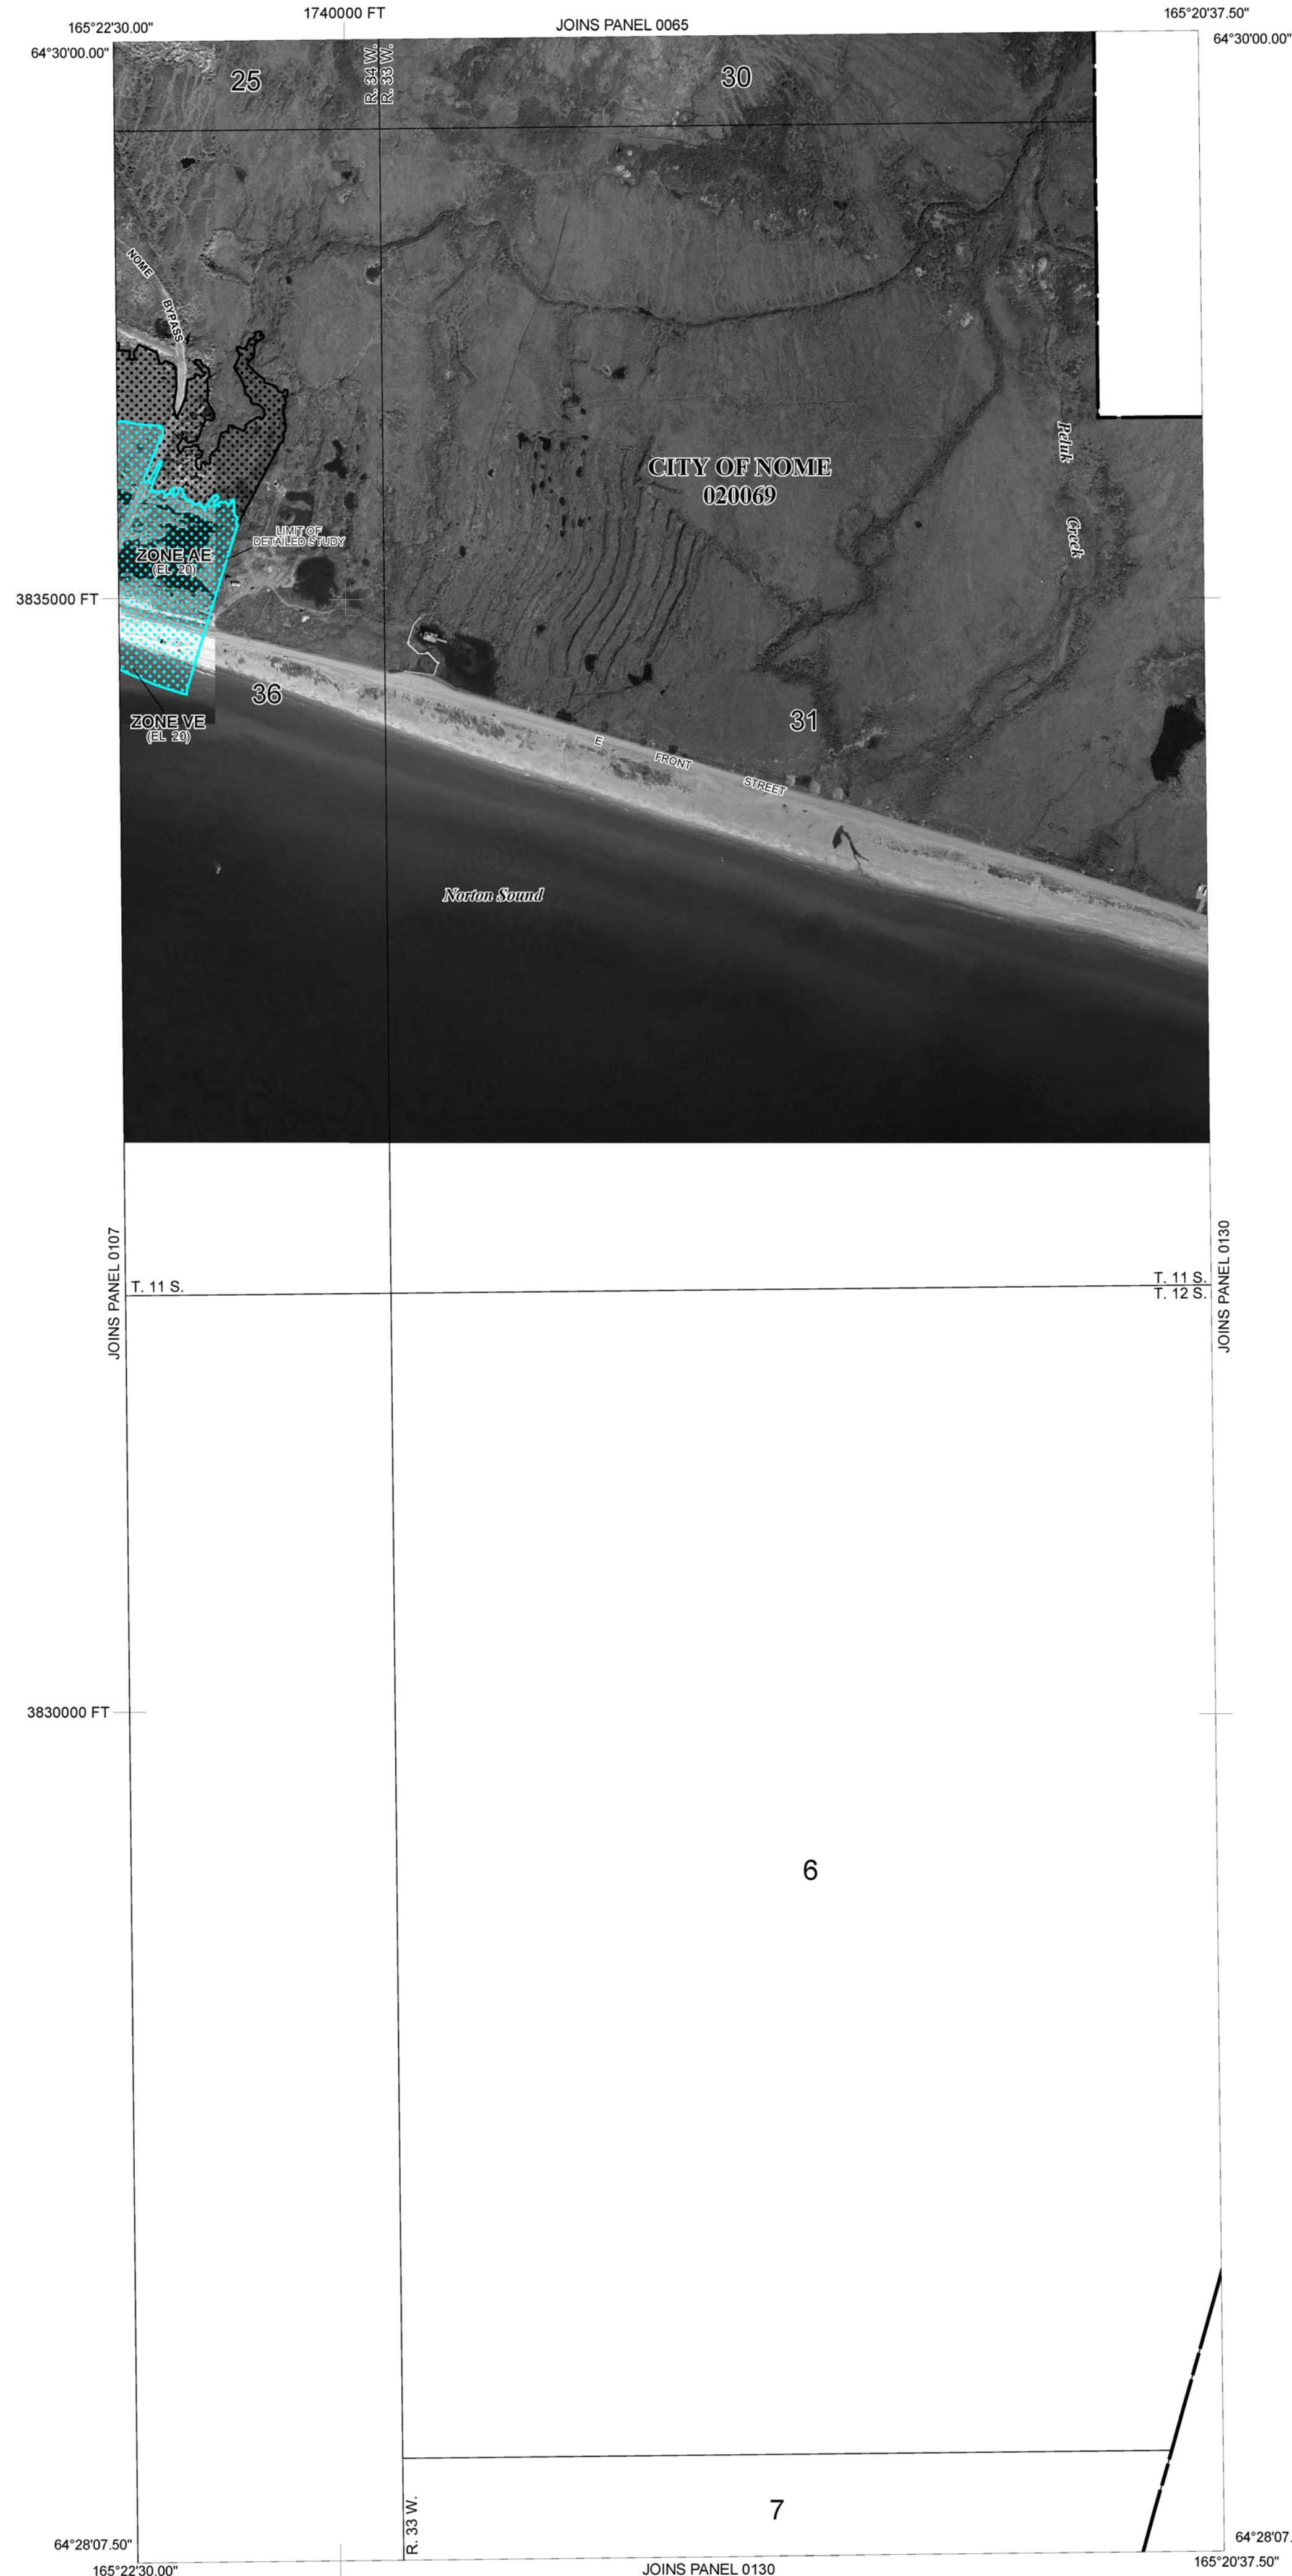 1740000 FT
165°22'30.00"
JOINS PANEL 0065
165°20'37.50"
64°30'00.00"
64°30'00.00"
25
R. 34 W.
R. 33 W.
30
NOME
BYPASS
Peluk
Creek
CITY OF NOME
020069
LIMIT OF
DETAILED STUDY
ZONE AE
(EL 20)
3835000 FT
36
ZONE VE
(EL 20)
31
E
FRONT
STREET
Norton Sound
JOINS PANEL 0107
JOINS PANEL 0130
T. 11 S.
T. 11 S.
T. 12 S.
3830000 FT
6
7
R. 33 W.
64°28'07.50"
64°28'07.
165°22'30.00"
JOINS PANEL 0130
165°20'37.50"